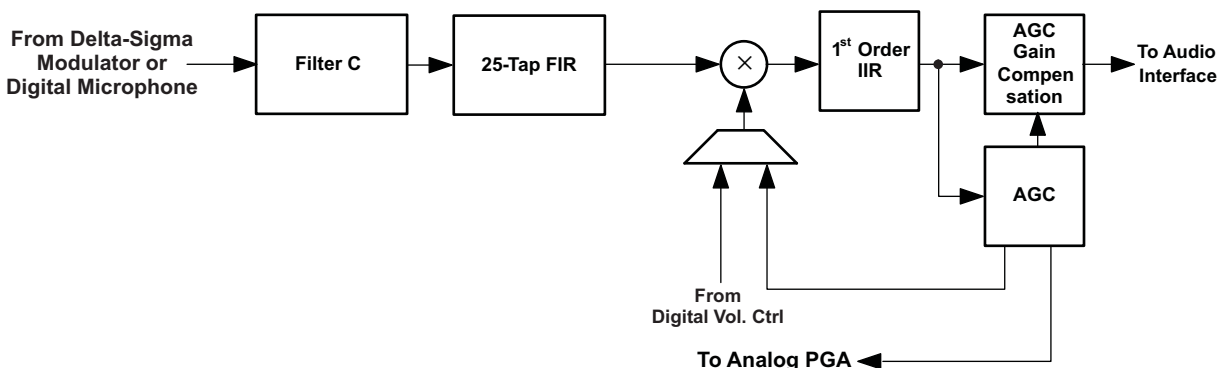 From Delta-Sigma
Modulator or
Digital Microphone
Filter C
25-Tap FIR
×
1st Order
IIR
AGC
Gain
Compen
sation
To Audio
Interface
AGC
From
Digital Vol. Ctrl
To Analog PGA